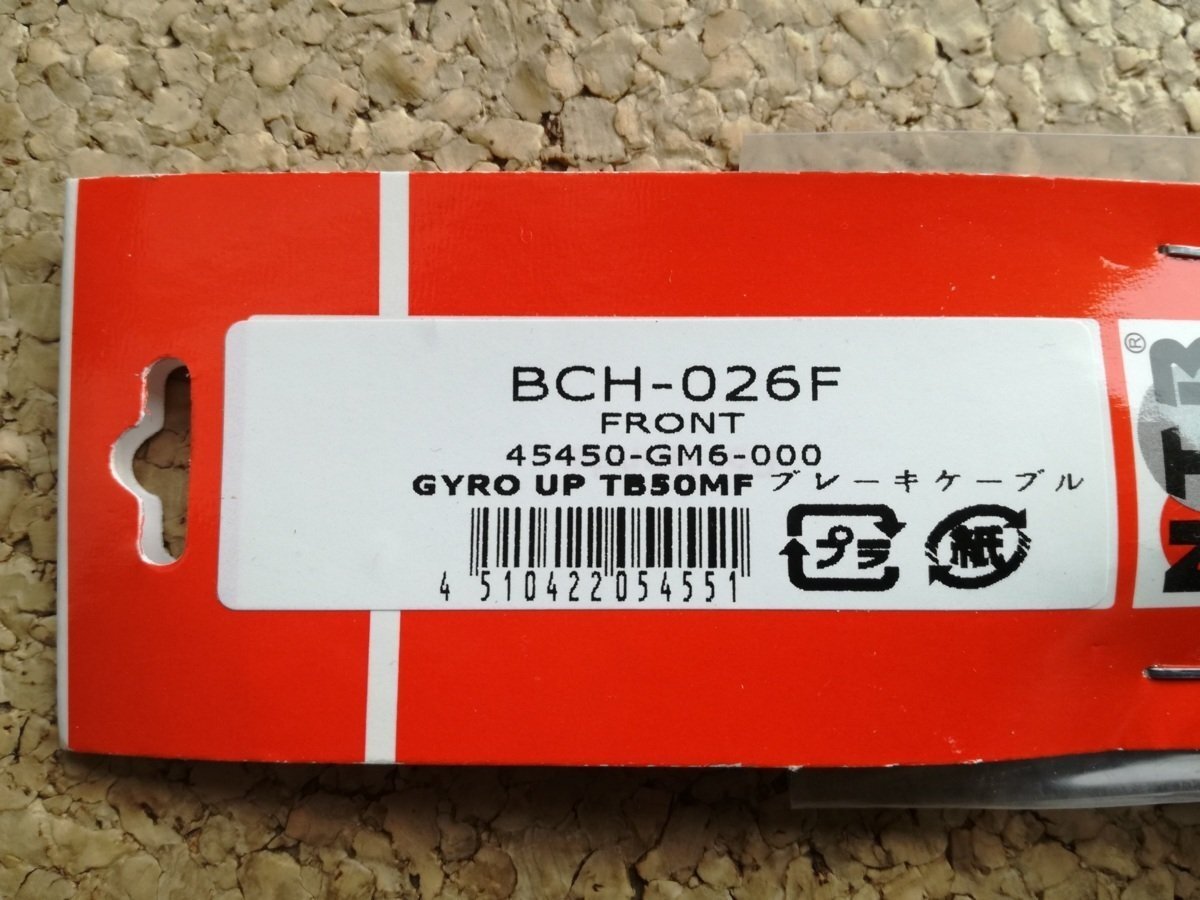 BCH-026F
FRONT
45450-GM6-000
GYRO UP TB50MF ブレーキケーブル
4 510422 054551
プラ
紙
NTB
®